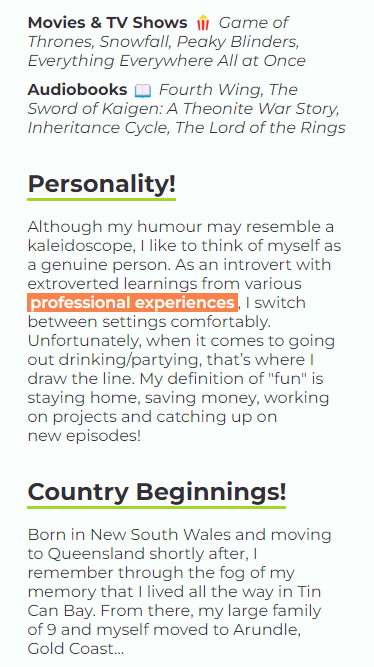 Movies & TV Shows 🍿 Game of
Thrones, Snowfall, Peaky Blinders,
Everything Everywhere All at Once
Audiobooks 📖 Fourth Wing, The
Sword of Kaigen: A Theonite War Story,
Inheritance Cycle, The Lord of the Rings
Personality!
Although my humour may resemble a
kaleidoscope, I like to think of myself as
a genuine person. As an introvert with
extroverted learnings from various
professional experiences, I switch
between settings comfortably.
Unfortunately, when it comes to going
out drinking/partying, that's where I
draw the line. My definition of "fun" is
staying home, saving money, working
on projects and catching up on
new episodes!
Country Beginnings!
Born in New South Wales and moving
to Queensland shortly after, I
remember through the fog of my
memory that I lived all the way in Tin
Can Bay. From there, my large family
of 9 and myself moved to Arundle,
Gold Coast...